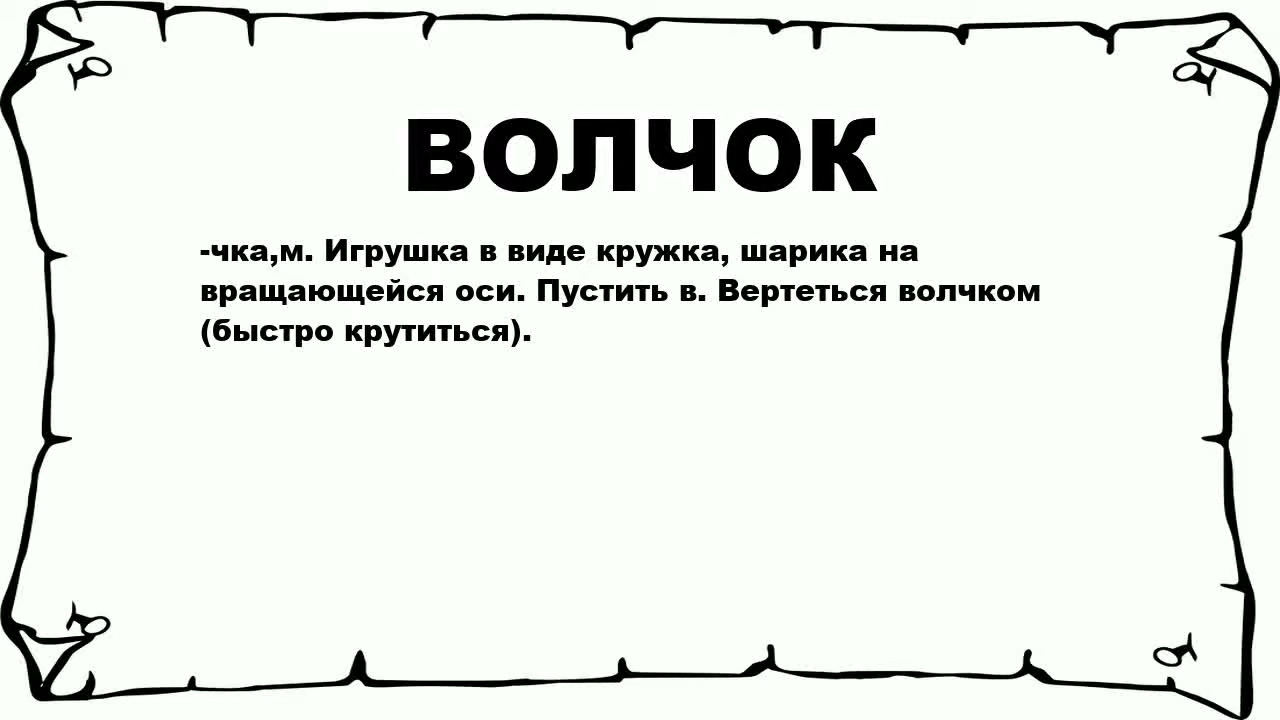 ВОЛЧОК
-чка,м. Игрушка в виде кружка, шарика на
вращающейся оси. Пустить в. Вертеться волчком
(быстро крутиться).